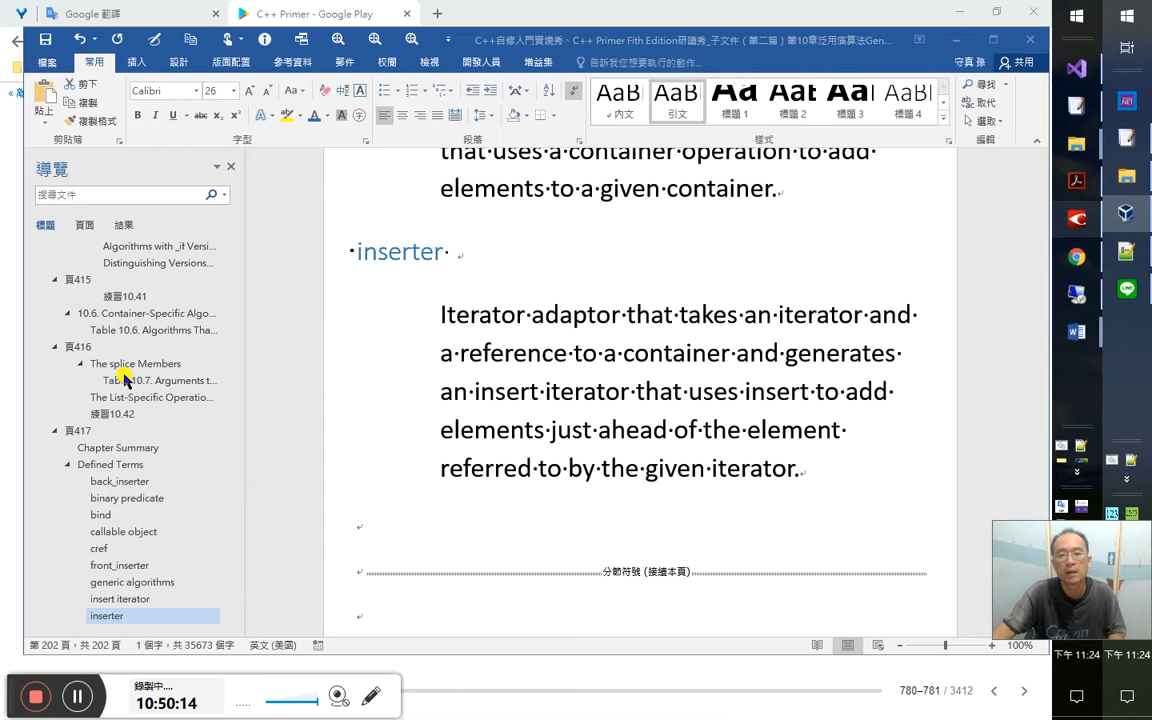 Google 翻譯
C++ Primer - Google Play
C++自修入門實境秀、C++ Primer Fith Edition研讀秀_子文件（第二篇）第10章泛用演算法Gen...
檔案 常用 插入 設計 版面配置 參考資料 郵件 校閱 檢視 開發人員 增益集 告訴我您想要執行的動作... 守真 孫 共用
貼上
剪下
複製
複製格式
剪貼簿
Calibri 26
字型
段落
AaB 內文
AaB 引文
Aa 標題 1
Aab 標題 2
Aal 標題 3
AaB 標題 4
樣式
尋找
取代
選取
編輯
導覽
搜尋文件
標題 頁面 結果
Algorithms with _if Versi...
Distinguishing Versions...
頁415
練習10.41
10.6. Container-Specific Algo...
Table 10.6. Algorithms Tha...
頁416
The splice Members
Table 10.7. Arguments t...
The List-Specific Operatio...
練習10.42
頁417
Chapter Summary
Defined Terms
back_inserter
binary predicate
bind
callable object
cref
front_inserter
generic algorithms
insert iterator
inserter
that uses a container operation to add
elements to a given container.
inserter
Iterator adaptor that takes an iterator and
a reference to a container and generates
an insert iterator that uses insert to add
elements just ahead of the element
referred to by the given iterator.
分節符號 (接續本頁)
第 202 頁，共 202 頁 1 個字，共 35673 個字 英文 (美國) 100%
錄製中....
10:50:14
780–781 / 3412
下午 11:24 下午 11:24